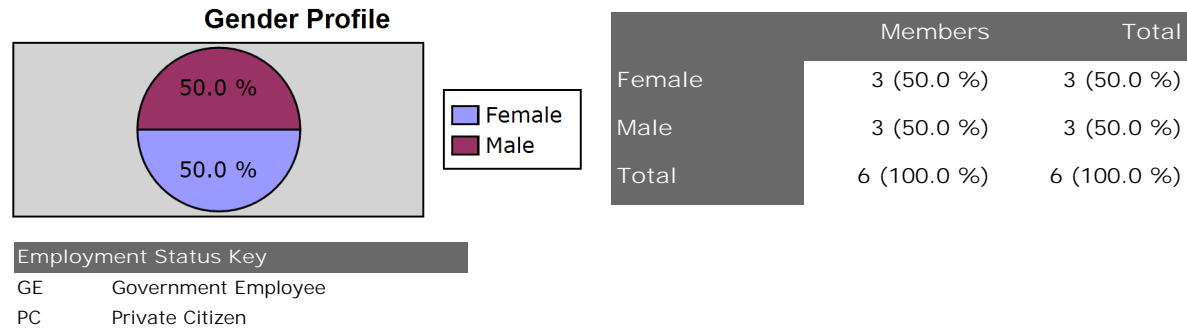 Gender Profile
50.0 %
50.0 %
Female
Male
Members Total
Female 3 (50.0 %) 3 (50.0 %)
Male 3 (50.0 %) 3 (50.0 %)
Total 6 (100.0 %) 6 (100.0 %)
Employment Status Key
GE Government Employee
PC Private Citizen